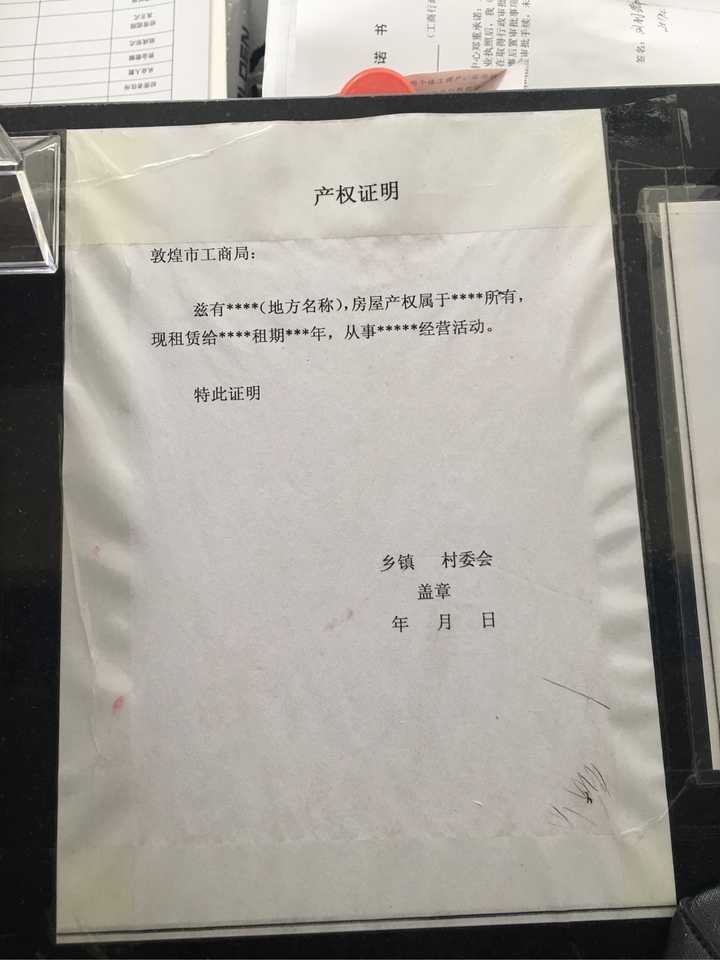 产权证明
敦煌市工商局：
兹有****（地方名称），房屋产权属于****所有，
现租赁给****租期***年，从事*****经营活动。
特此证明
乡镇 村委会
盖章
年 月 日
诺书